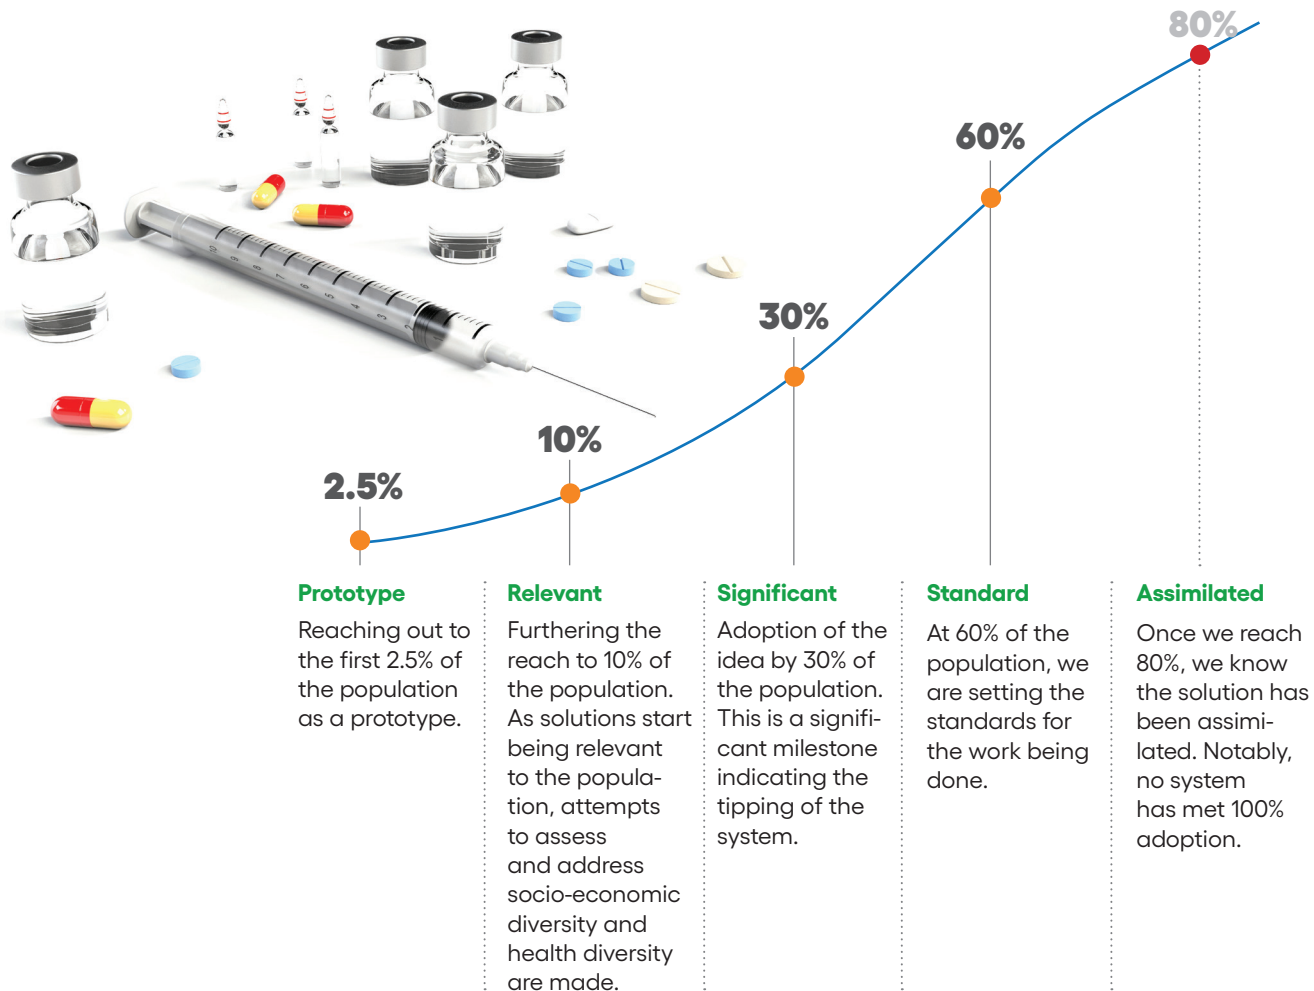 80%
60%
30%
10%
2.5%
Prototype
Reaching out to
the first 2.5% of
the population
as a prototype.
Relevant
Furthering the
reach to 10% of
the population.
As solutions start
being relevant
to the popula-
tion, attempts
to assess
and address
socio-economic
diversity and
health diversity
are made.
Significant
Adoption of the
idea by 30% of
the population.
This is a signifi-
cant milestone
indicating the
tipping of the
system.
Standard
At 60% of the
population, we
are setting the
standards for
the work being
done.
Assimilated
Once we reach
80%, we know
the solution has
been assimi-
lated. Notably,
no system
has met 100%
adoption.